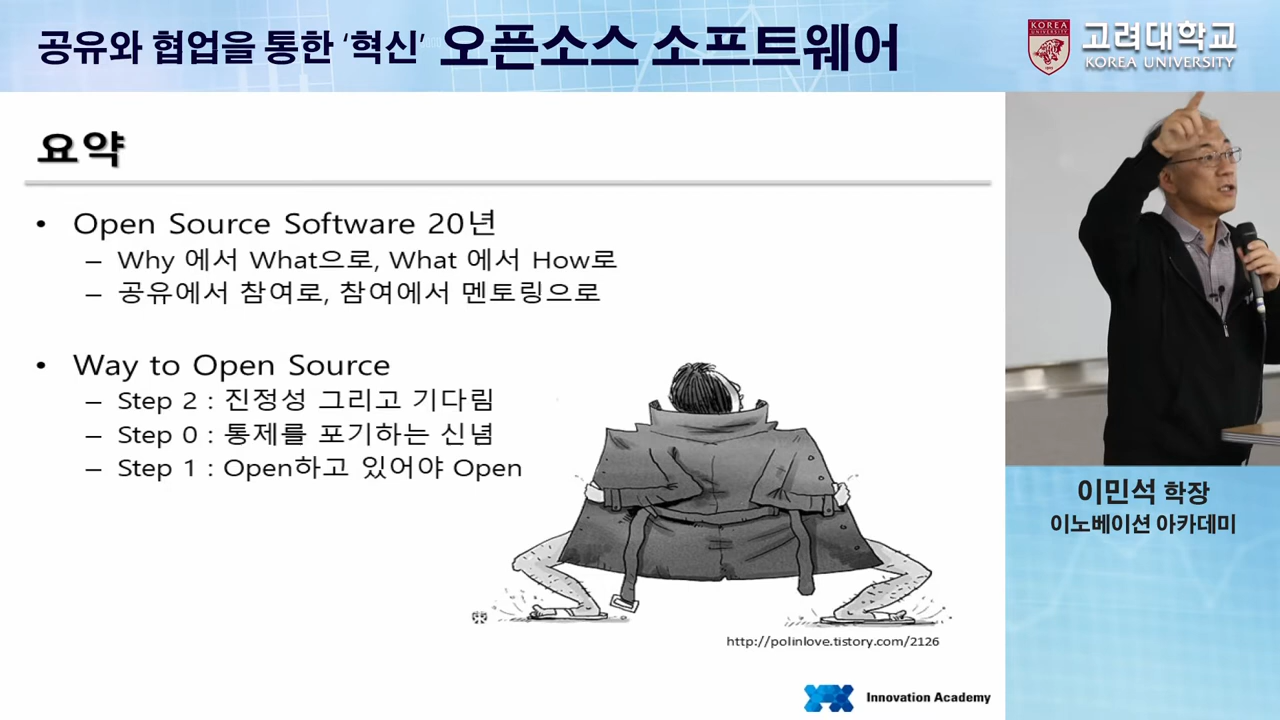 공유와 협업을 통한 ‘혁신’ 오픈소스 소프트웨어
KOREA
UNIVERSITY
고려대학교
KOREA UNIVERSITY
요약
• Open Source Software 20년
– Why 에서 What으로, What 에서 How로
– 공유에서 참여로, 참여에서 멘토링으로
• Way to Open Source
– Step 2 : 진정성 그리고 기다림
– Step 0 : 통제를 포기하는 신념
– Step 1 : Open하고 있어야 Open
http://polinlove.tistory.com/2126
Innovation Academy
이민석 학장
이노베이션 아카데미